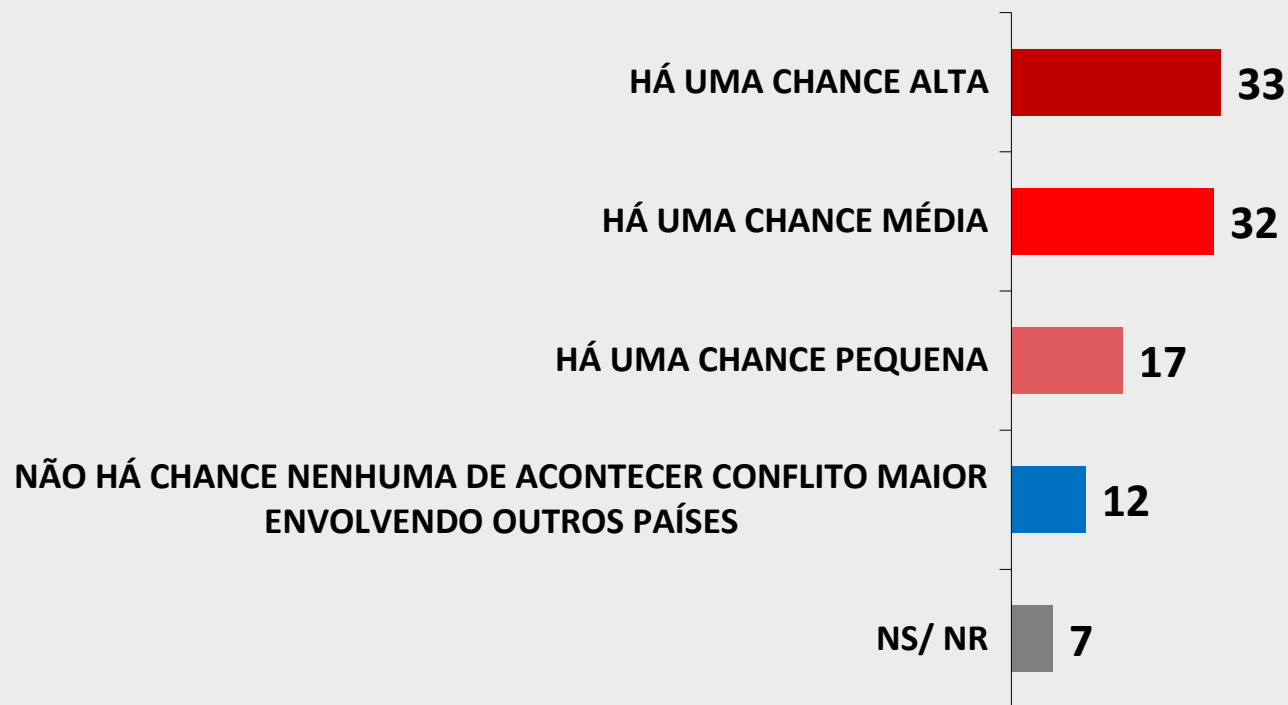 HÁ UMA CHANCE ALTA 33
HÁ UMA CHANCE MÉDIA 32
HÁ UMA CHANCE PEQUENA 17
NÃO HÁ CHANCE NENHUMA DE ACONTECER CONFLITO MAIOR
ENVOLVENDO OUTROS PAÍSES 12
NS/ NR 7